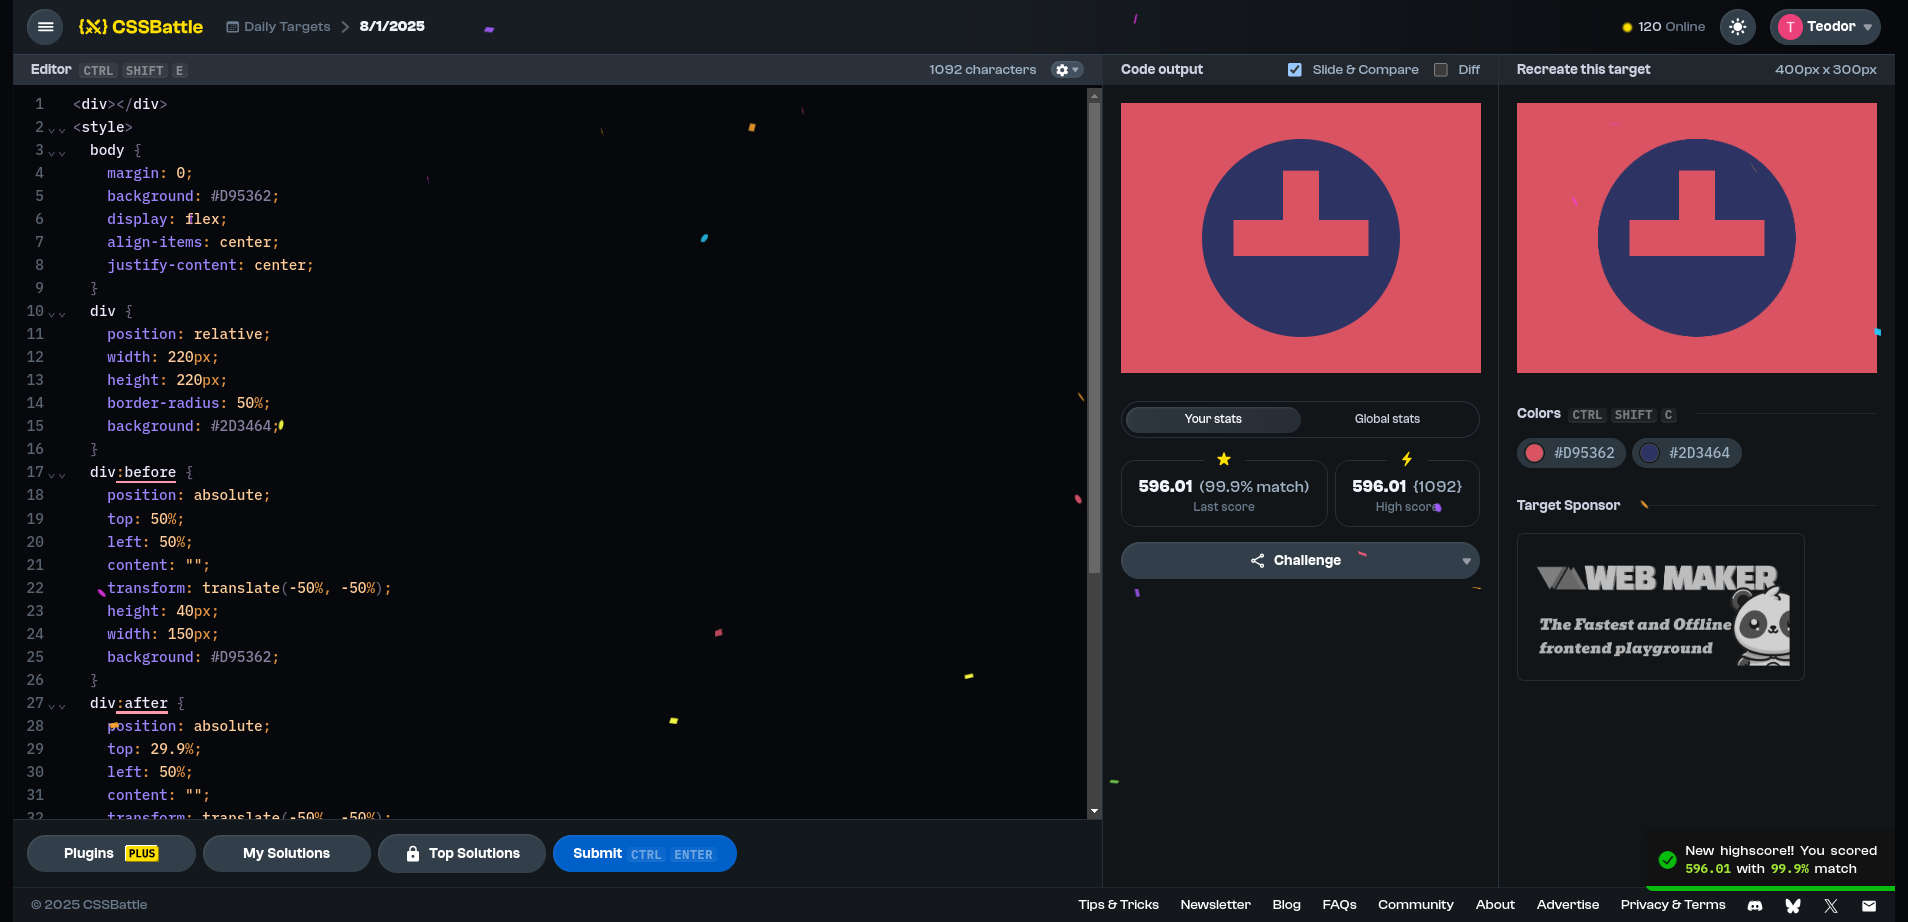 CSSBattle
Daily Targets
8/1/2025
120 Online
T
Teodor
Editor CTRL SHIFT E
1092 characters
Code output
Slide & Compare
Diff
Recreate this target
400px x 300px
1 <div></div>
2 <style>
3 body {
4 margin: 0;
5 background: #D95362;
6 display: flex;
7 align-items: center;
8 justify-content: center;
9 }
10 div {
11 position: relative;
12 width: 220px;
13 height: 220px;
14 border-radius: 50%;
15 background: #2D3464;
16 }
17 div:before {
18 position: absolute;
19 top: 50%;
20 left: 50%;
21 content: "";
22 transform: translate(-50%, -50%);
23 height: 40px;
24 width: 150px;
25 background: #D95362;
26 }
27 div:after {
28 position: absolute;
29 top: 29.9%;
30 left: 50%;
31 content: "";
32 transform: translate(-50%, -50%);
Your stats
Global stats
596.01 (99.9% match)
Last score
596.01 {1092}
High score
Challenge
Colors CTRL SHIFT C
#D95362
#2D3464
Target Sponsor
WEB MAKER
The Fastest and Offline
frontend playground
Plugins PLUS
My Solutions
Top Solutions
Submit CTRL ENTER
New highscore!! You scored
596.01 with 99.9% match
© 2025 CSSBattle
Tips & Tricks
Newsletter
Blog
FAQs
Community
About
Advertise
Privacy & Terms